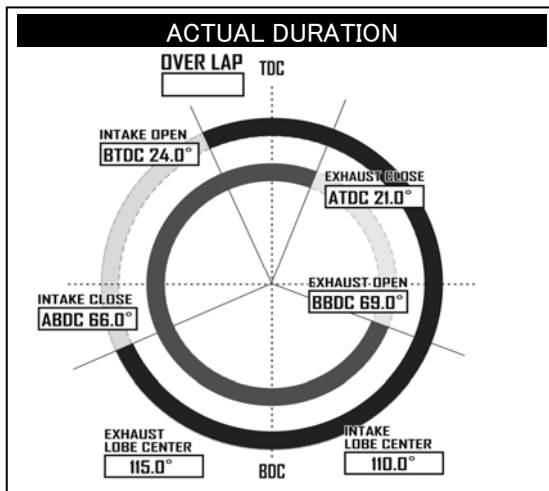 ACTUAL DURATION
OVER LAP
TDC
INTAKE OPEN
BTDC 24.0°
EXHAUST CLOSE
ATDC 21.0°
EXHAUST OPEN
BBDC 69.0°
INTAKE CLOSE
ABDC 66.0°
EXHAUST
LOBE CENTER
115.0°
BDC
INTAKE
LOBE CENTER
110.0°